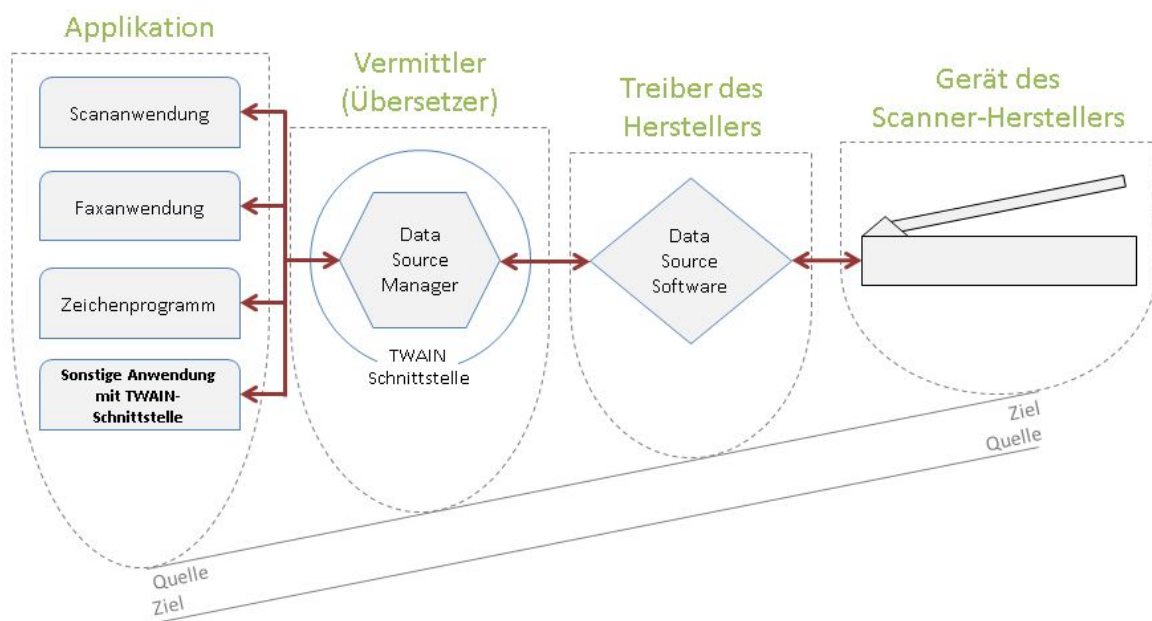 Applikation
Scananwendung
Faxanwendung
Zeichenprogramm
Sonstige Anwendung
mit TWAIN-
Schnittstelle
Vermittler
(Übersetzer)
Data
Source
Manager
TWAIN
Schnittstelle
Treiber des
Herstellers
Data
Source
Software
Gerät des
Scanner-Herstellers
Ziel
Quelle
Quelle
Ziel